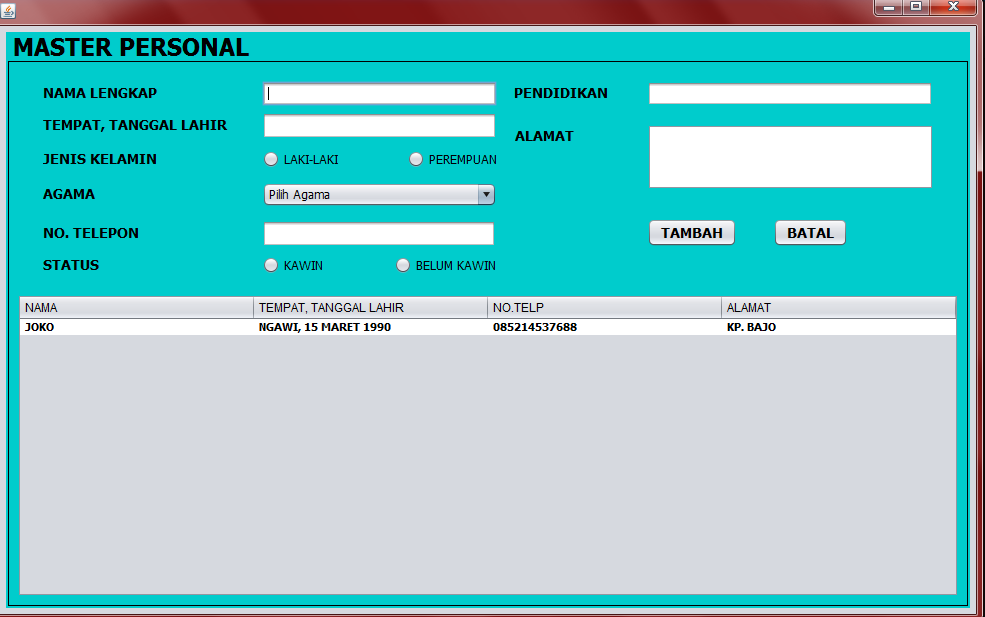 MASTER PERSONAL
NAMA LENGKAP
TEMPAT, TANGGAL LAHIR
JENIS KELAMIN LAKI-LAKI PEREMPUAN
AGAMA Pilih Agama
NO. TELEPON
STATUS KAWIN BELUM KAWIN
PENDIDIKAN
ALAMAT
TAMBAH BATAL
NAMA TEMPAT, TANGGAL LAHIR NO.TELP ALAMAT
JOKO NGAWI, 15 MARET 1990 085214537688 KP. BAJO